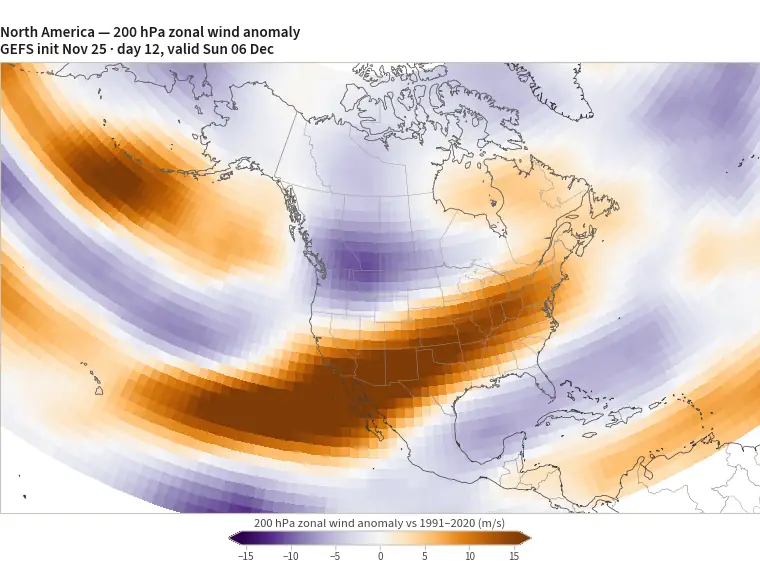 North America — 200 hPa zonal wind anomaly
GEFS init Nov 25 · day 12, valid Sun 06 Dec
200 hPa zonal wind anomaly vs 1991–2020 (m/s)
−15 −10 −5 0 5 10 15